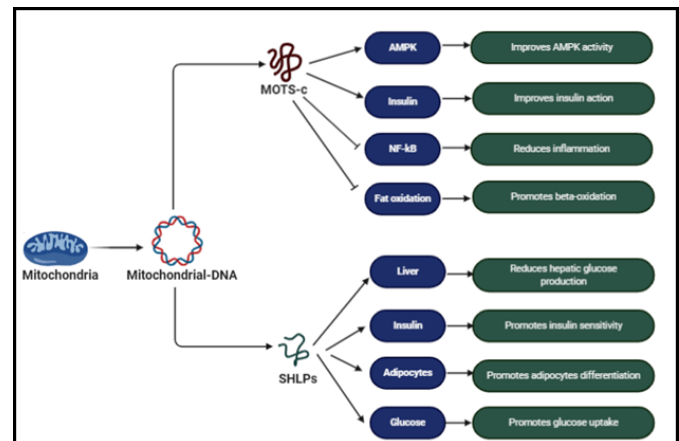 AMPK
Improves AMPK activity
MOTS-c
Insulin
Improves insulin action
NF-kB
Reduces inflammation
Fat oxidation
Promotes beta-oxidation
Mitochondria
Mitochondrial-DNA
Liver
Reduces hepatic glucose
production
Insulin
Promotes insulin sensitivity
SHLPs
Adipocytes
Promotes adipocytes differentiation
Glucose
Promotes glucose uptake